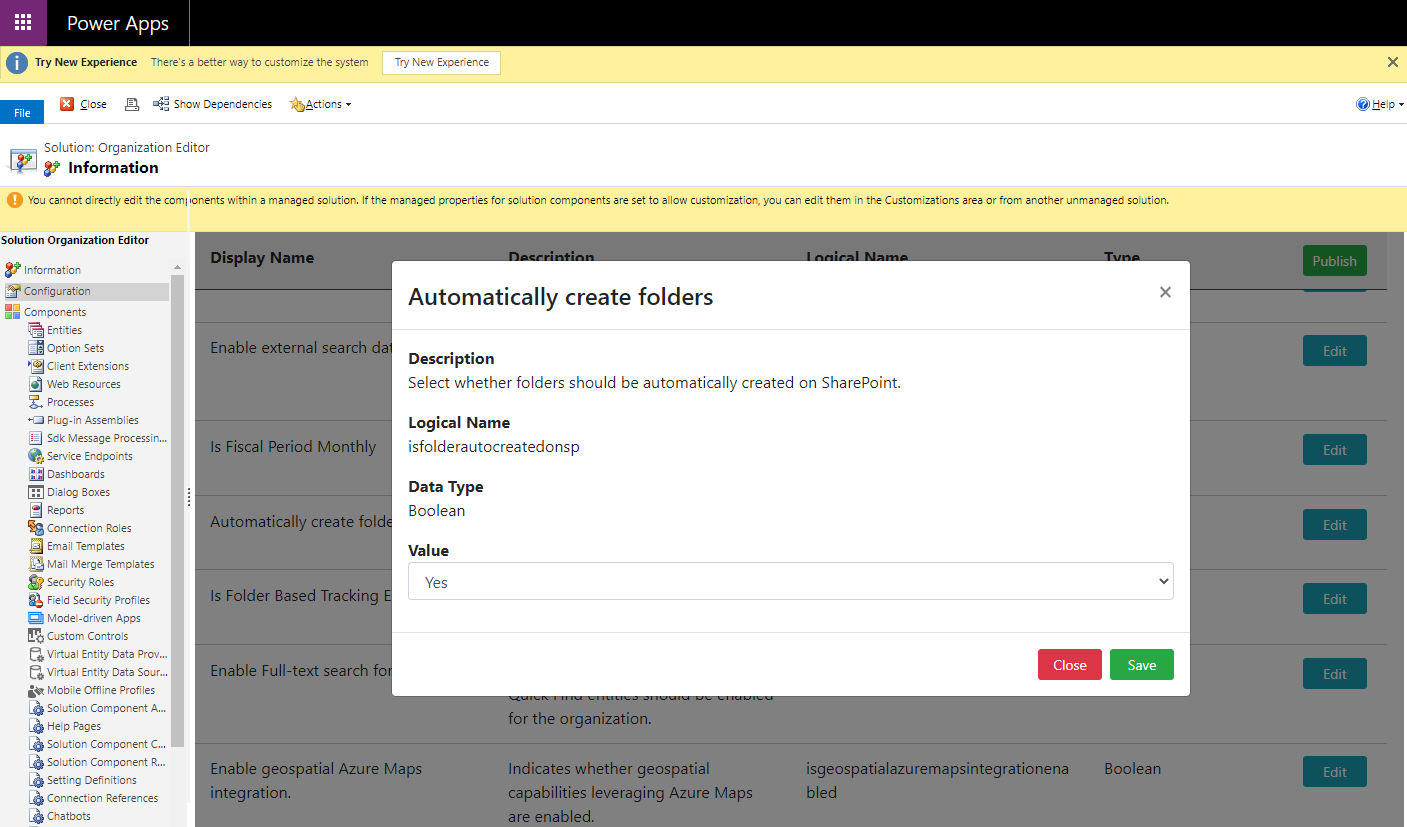 Power Apps
Try New Experience There's a better way to customize the system Try New Experience
File Close Show Dependencies Actions Help
Solution: Organization Editor
Information
You cannot directly edit the components within a managed solution. If the managed properties for solution components are set to allow customization, you can edit them in the Customizations area or from another unmanaged solution.
Solution Organization Editor
Information
Configuration
Components
Entities
Option Sets
Client Extensions
Web Resources
Processes
Plug-in Assemblies
Sdk Message Processin...
Service Endpoints
Dashboards
Dialog Boxes
Reports
Connection Roles
Email Templates
Mail Merge Templates
Security Roles
Field Security Profiles
Model-driven Apps
Custom Controls
Virtual Entity Data Prov...
Virtual Entity Data Sour...
Mobile Offline Profiles
Solution Component A...
Help Pages
Solution Component C...
Solution Component R...
Setting Definitions
Connection References
Chatbots
Display Name Description Logical Name Type Publish
Enable external search dat Edit
Is Fiscal Period Monthly Edit
Automatically create folde Edit
Is Folder Based Tracking E Edit
Enable Full-text search for Edit
Quick Find entities should be enabled
for the organization.
Enable geospatial Azure Maps
integration.
Indicates whether geospatial
capabilities leveraging Azure Maps
are enabled.
isgeospatialazuremapsintegrationena
bled
Boolean
Edit
Automatically create folders
Description
Select whether folders should be automatically created on SharePoint.
Logical Name
isfolderautocreatedonsp
Data Type
Boolean
Value
Yes
Close Save